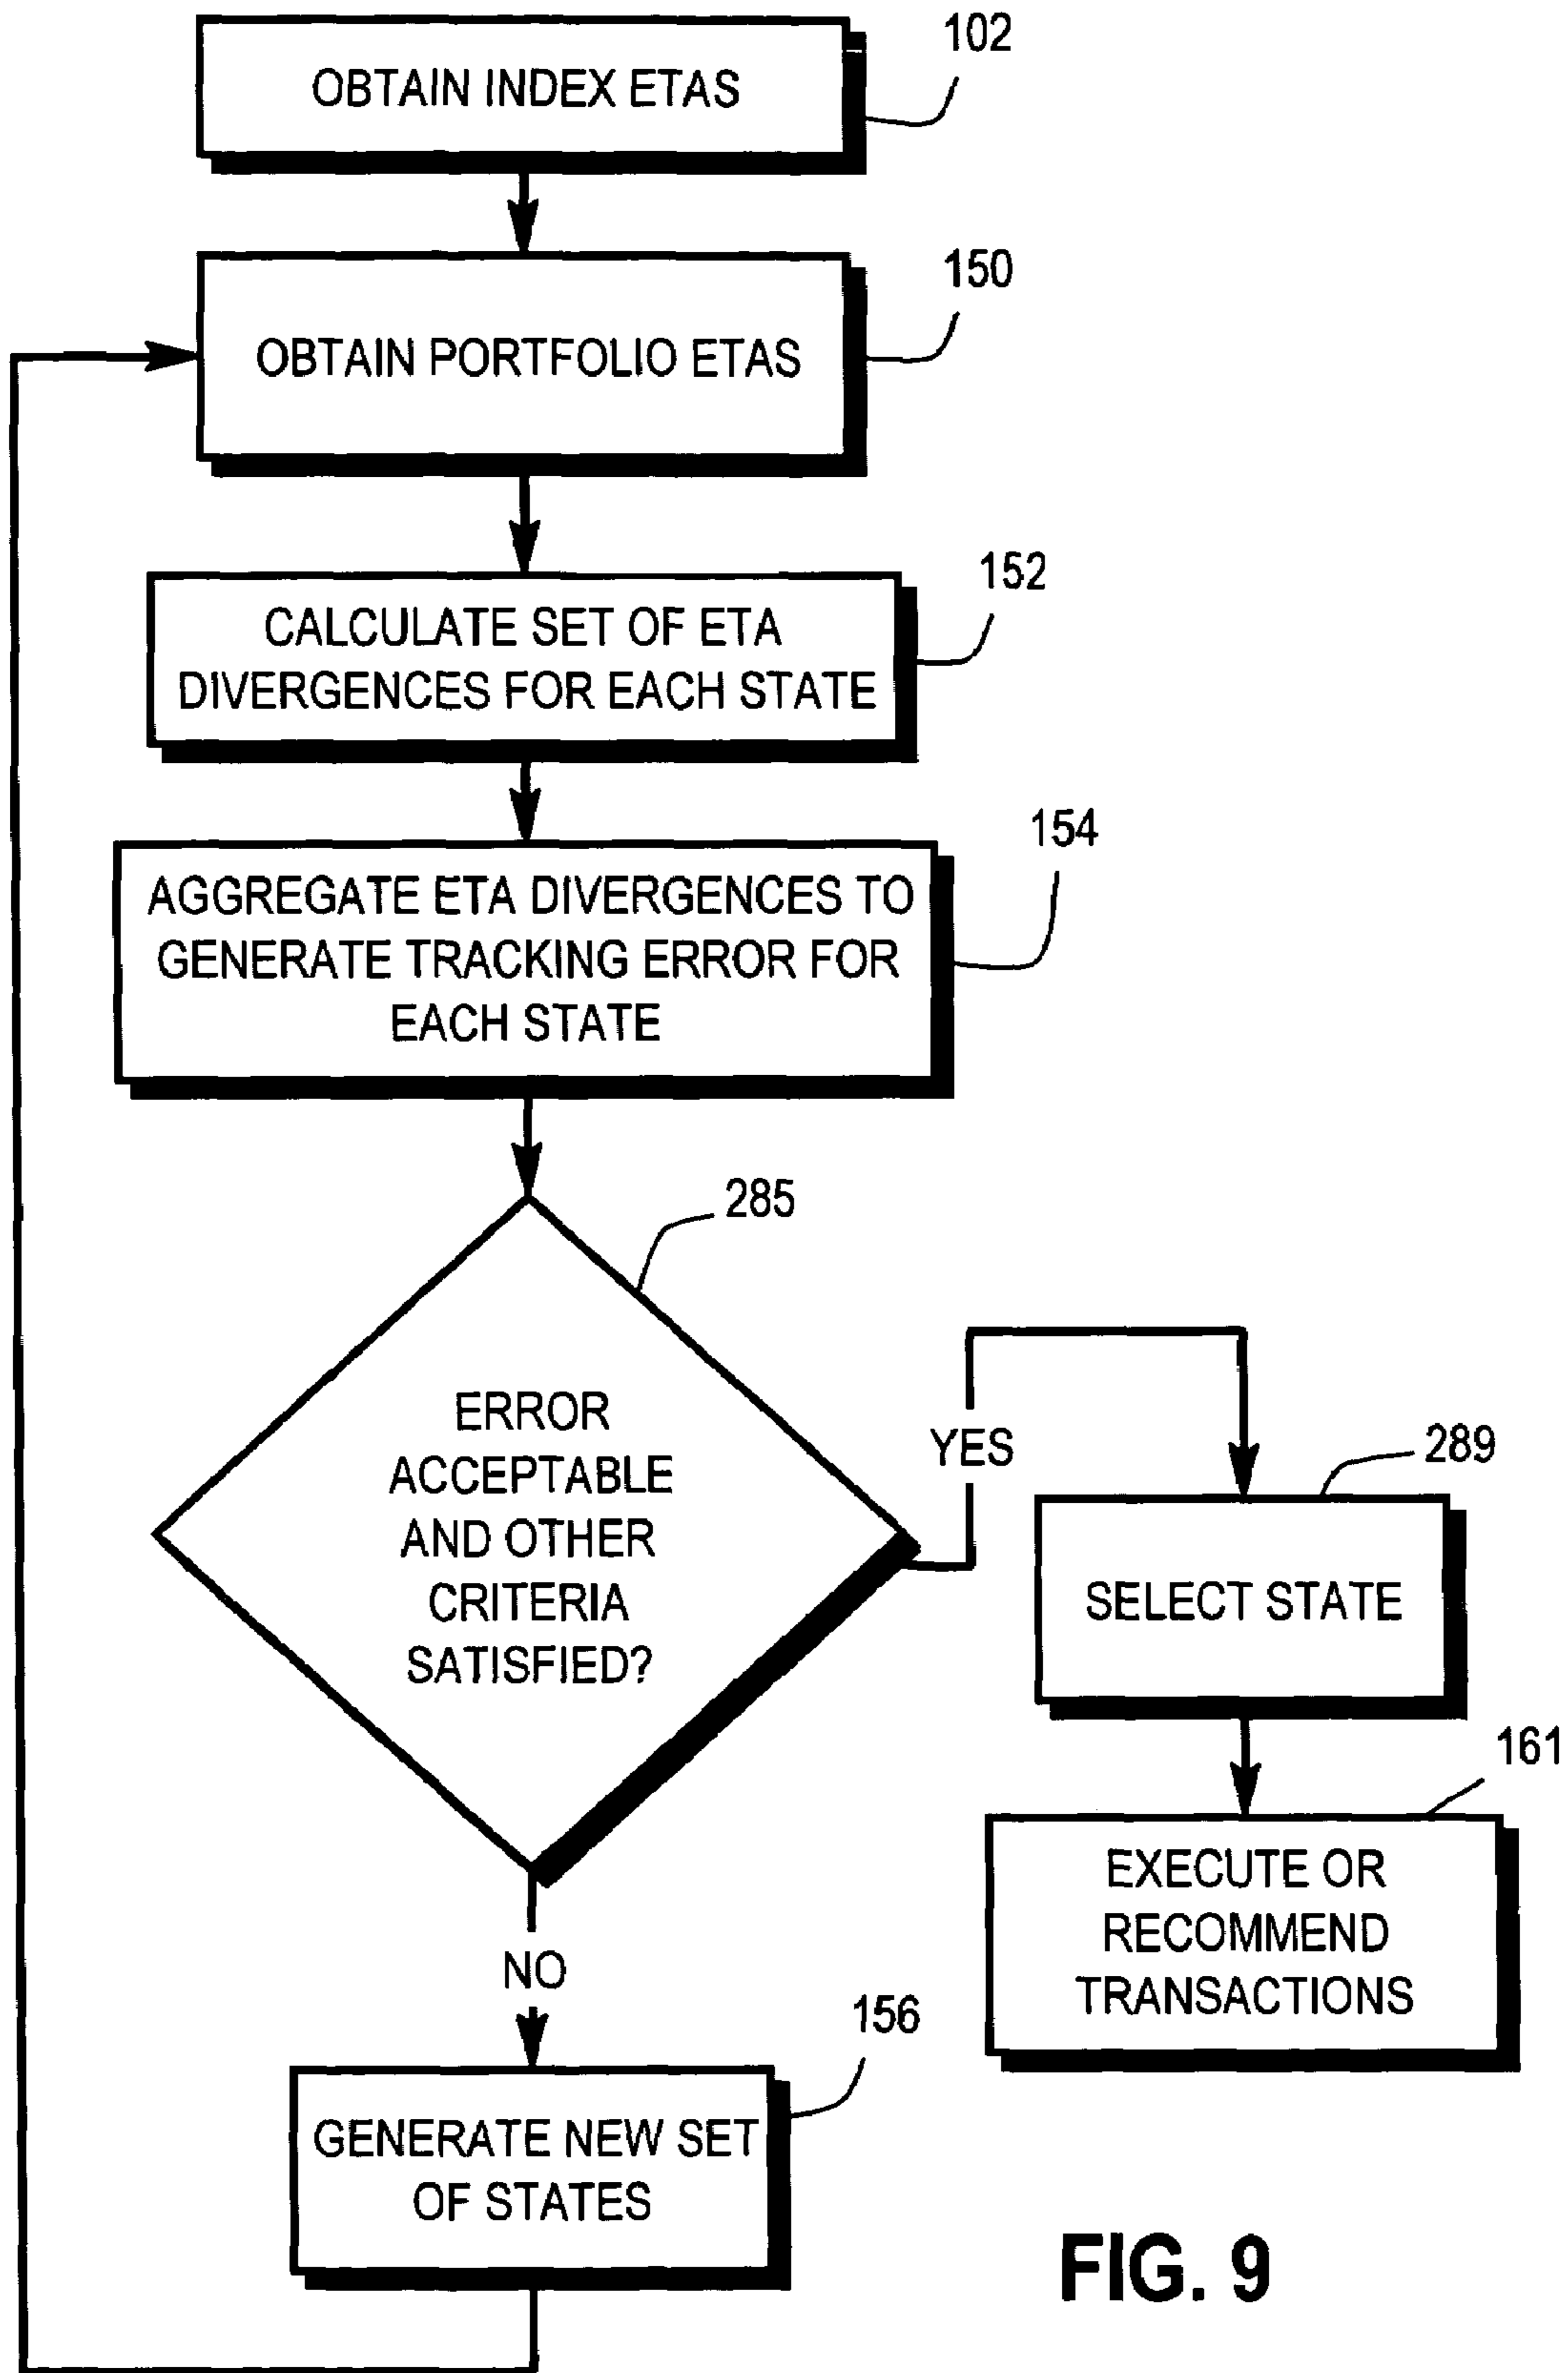 102
OBTAIN INDEX ETAS
150
OBTAIN PORTFOLIO ETAS
152
CALCULATE SET OF ETA
DIVERGENCES FOR EACH STATE
154
AGGREGATE ETA DIVERGENCES TO
GENERATE TRACKING ERROR FOR
EACH STATE
285
ERROR
ACCEPTABLE
AND OTHER
CRITERIA
SATISFIED?
YES
289
SELECT STATE
161
EXECUTE OR
RECOMMEND
TRANSACTIONS
NO
156
GENERATE NEW SET
OF STATES
FIG. 9